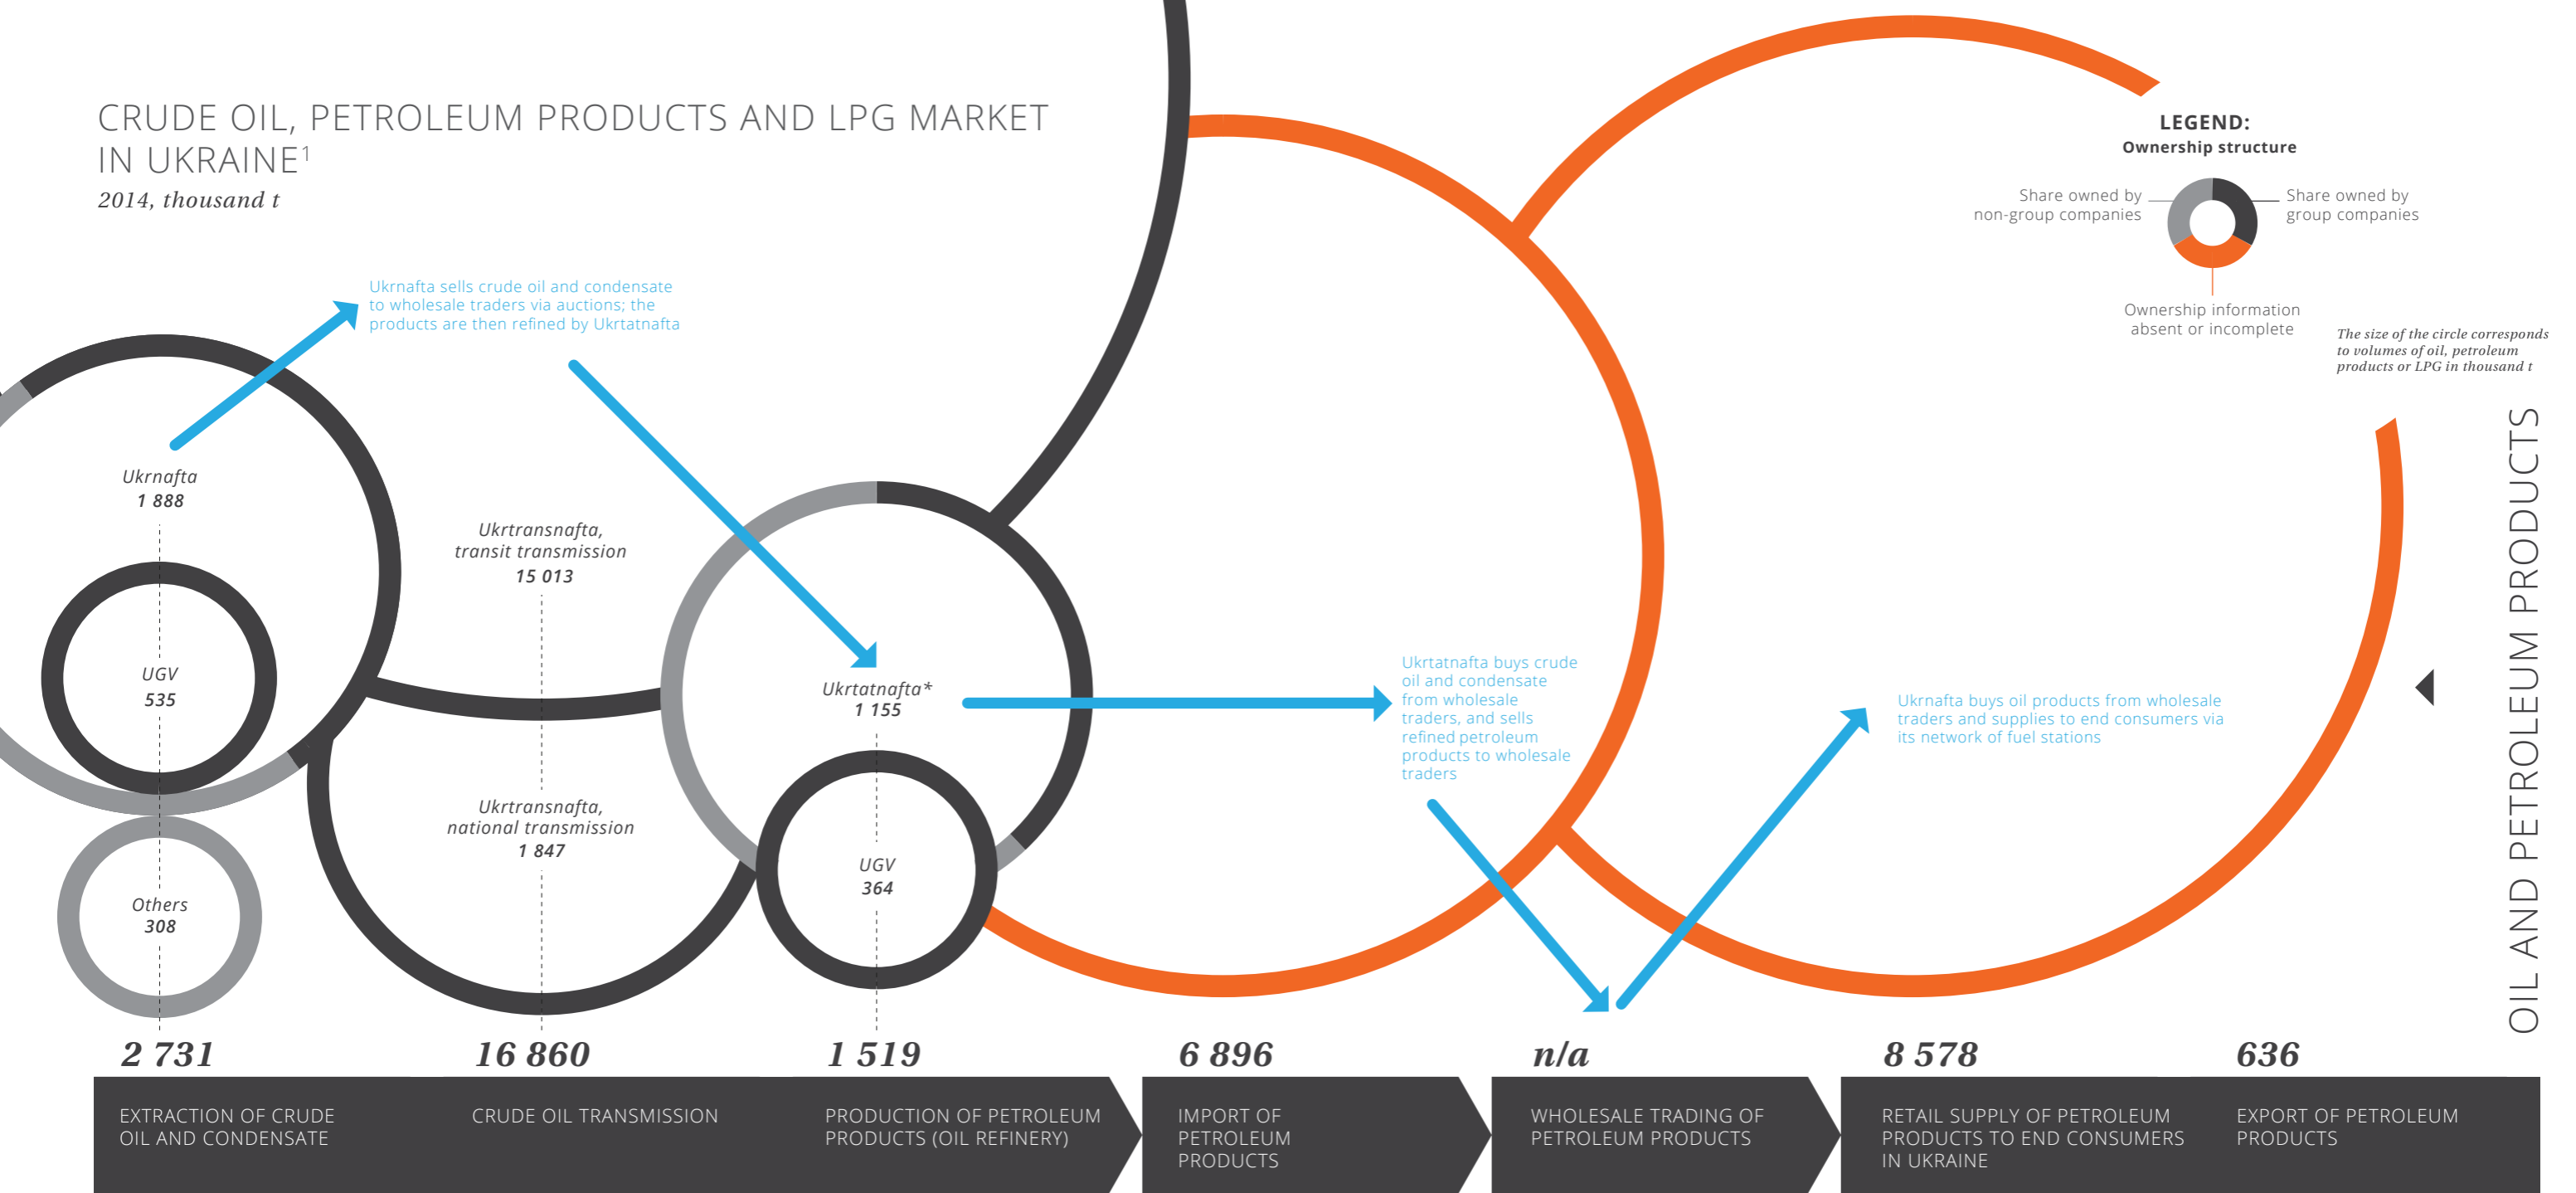 CRUDE OIL, PETROLEUM PRODUCTS AND LPG MARKET
IN UKRAINE1
2014, thousand t
LEGEND:
Ownership structure
Share owned by
non-group companies
Share owned by
group companies
Ownership information
absent or incomplete
The size of the circle corresponds
to volumes of oil, petroleum
products or LPG in thousand t
Ukrnafta sells crude oil and condensate
to wholesale traders via auctions; the
products are then refined by Ukrtatnafta
Ukrnafta
1 888
UGV
535
Others
308
Ukrtransnafta,
transit transmission
15 013
Ukrtransnafta,
national transmission
1 847
Ukrtatnafta*
1 155
UGV
364
Ukrtatnafta buys crude
oil and condensate
from wholesale
traders, and sells
refined petroleum
products to wholesale
traders
Ukrnafta buys oil products from wholesale
traders and supplies to end consumers via
its network of fuel stations
OIL AND PETROLEUM PRODUCTS
2 731
16 860
1 519
6 896
n/a
8 578
636
EXTRACTION OF CRUDE
OIL AND CONDENSATE
CRUDE OIL TRANSMISSION
PRODUCTION OF PETROLEUM
PRODUCTS (OIL REFINERY)
IMPORT OF
PETROLEUM
PRODUCTS
WHOLESALE TRADING OF
PETROLEUM PRODUCTS
RETAIL SUPPLY OF PETROLEUM
PRODUCTS TO END CONSUMERS
IN UKRAINE
EXPORT OF PETROLEUM
PRODUCTS